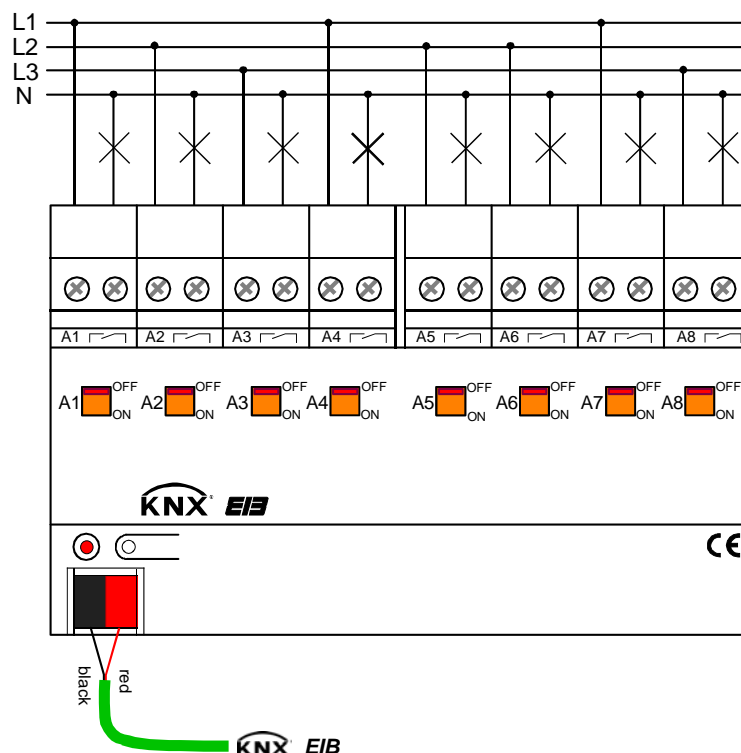 L1
L2
L3
N
A1 A2 A3 A4 A5 A6 A7 A8
A1 OFF ON A2 OFF ON A3 OFF ON A4 OFF ON A5 OFF ON A6 OFF ON A7 OFF ON A8 OFF ON
KNX EIB
CE
black red
KNX EIB